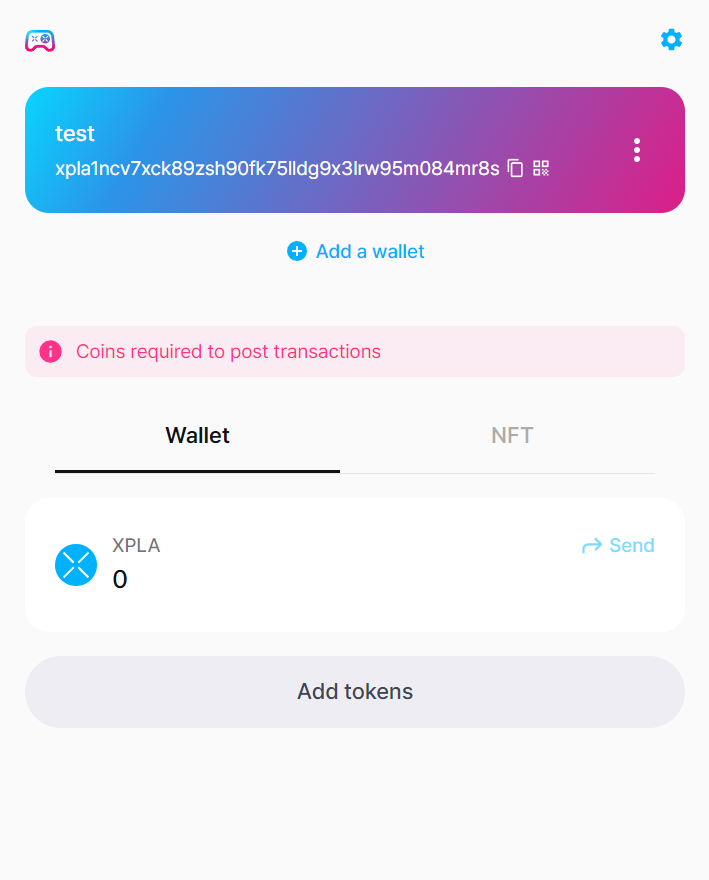 test
xpla1ncv7xck89zsh90fk75lldg9x3lrw95m084mr8s
Add a wallet
Coins required to post transactions
Wallet NFT
XPLA Send
0
Add tokens